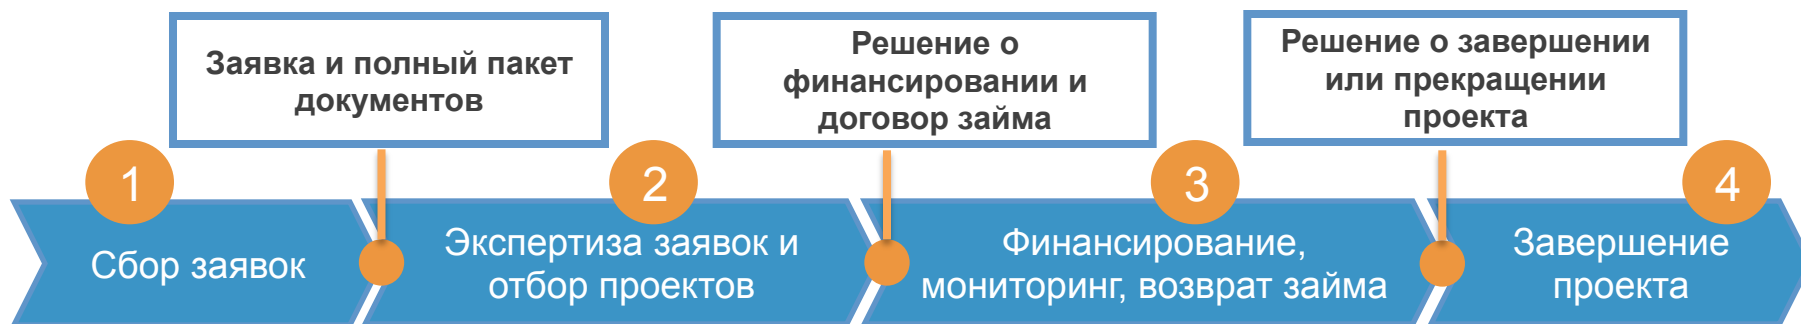 Заявка и полный пакет
документов
Решение о
финансировании и
договор займа
Решение о завершении
или прекращении
проекта
1
2
3
4
Сбор заявок
Экспертиза заявок и
отбор проектов
Финансирование,
мониторинг, возврат займа
Завершение
проекта